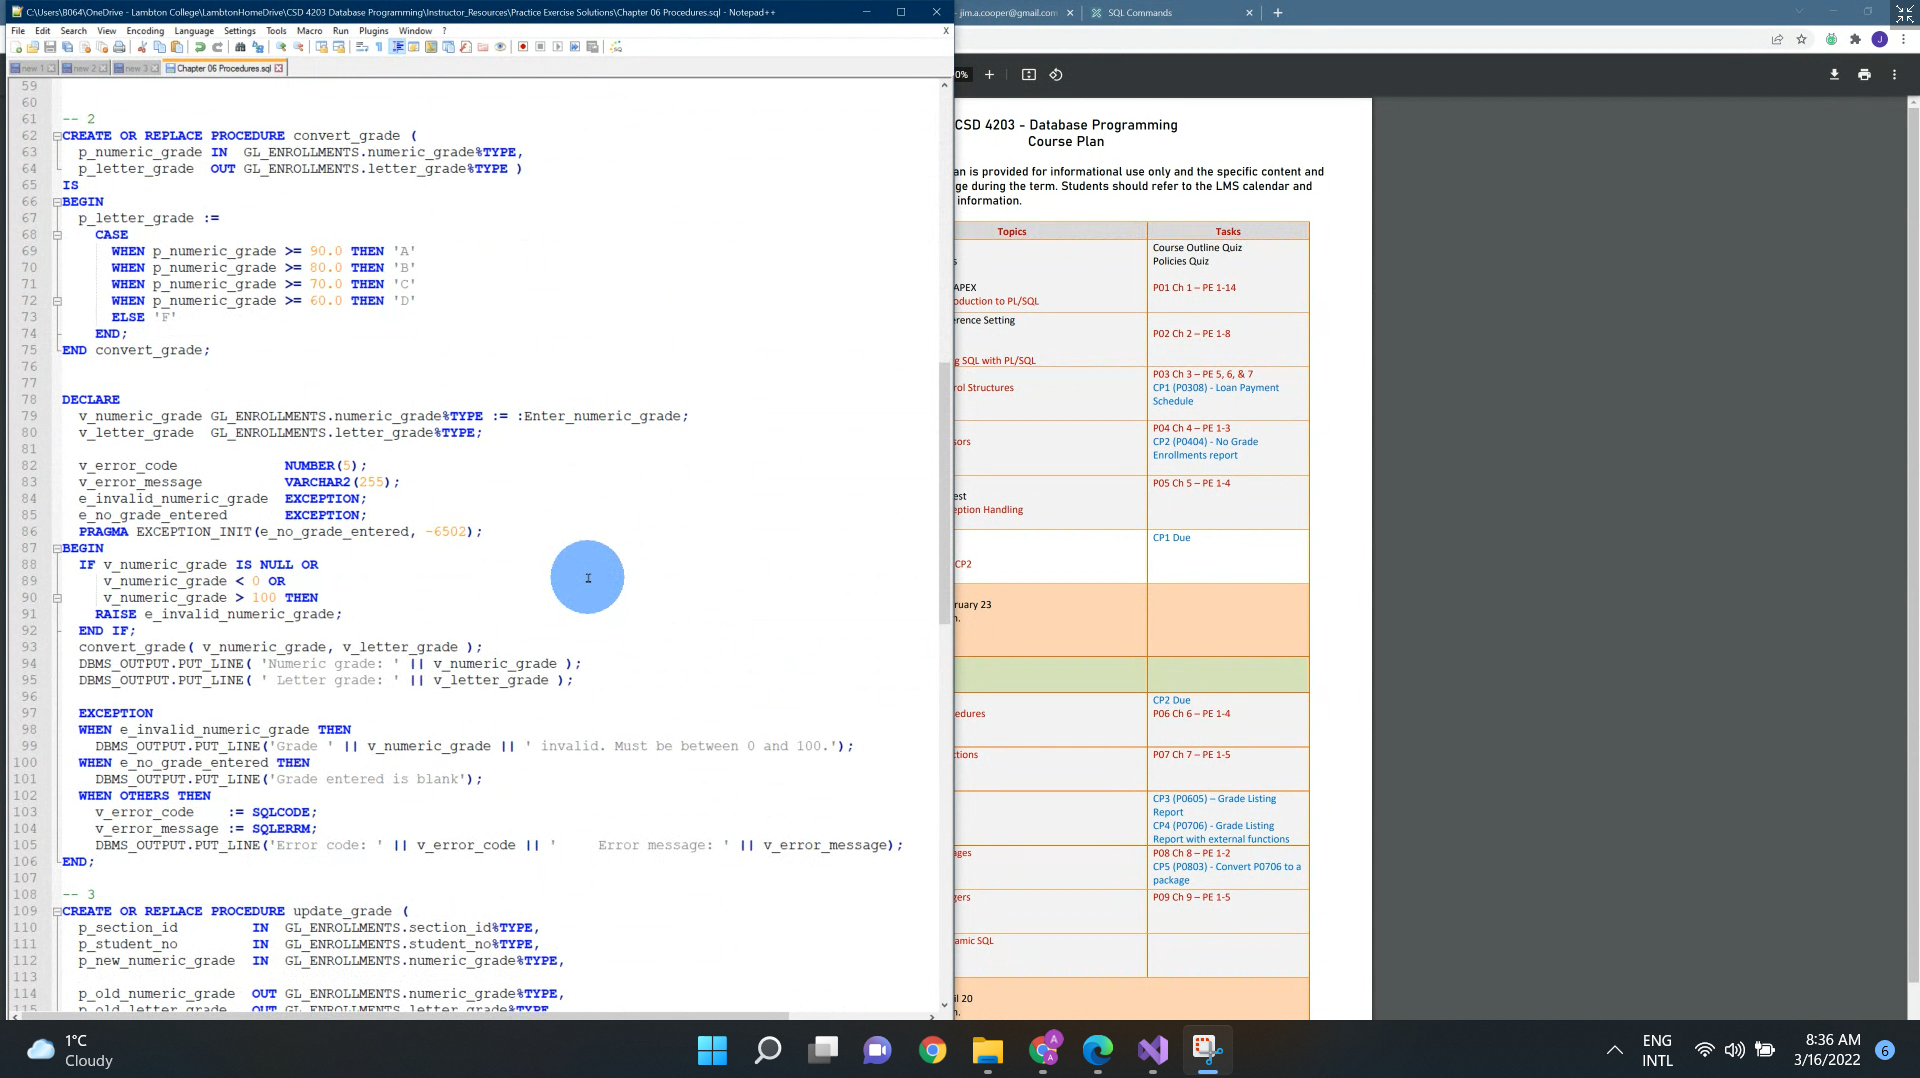 C:\Users\B064\OneDrive - Lambton College\LambtonHomeDrive\CSD 4203 Database Programming\Instructor_Resources\Practice Exercise Solutions\Chapter 06 Procedures.sql - Notepad++
File Edit Search View Encoding Language Settings Tools Macro Run Plugins Window ? X
new 1 new 2 new 3 Chapter 06 Procedures.sql
59
60
61 -- 2
62 CREATE OR REPLACE PROCEDURE convert_grade (
63 p_numeric_grade IN GL_ENROLLMENTS.numeric_grade%TYPE,
64 p_letter_grade OUT GL_ENROLLMENTS.letter_grade%TYPE )
65 IS
66 BEGIN
67 p_letter_grade :=
68 CASE
69 WHEN p_numeric_grade >= 90.0 THEN 'A'
70 WHEN p_numeric_grade >= 80.0 THEN 'B'
71 WHEN p_numeric_grade >= 70.0 THEN 'C'
72 WHEN p_numeric_grade >= 60.0 THEN 'D'
73 ELSE 'F'
74 END;
75 END convert_grade;
76
77
78 DECLARE
79 v_numeric_grade GL_ENROLLMENTS.numeric_grade%TYPE := :Enter_numeric_grade;
80 v_letter_grade GL_ENROLLMENTS.letter_grade%TYPE;
81
82 v_error_code NUMBER(5);
83 v_error_message VARCHAR2(255);
84 e_invalid_numeric_grade EXCEPTION;
85 e_no_grade_entered EXCEPTION;
86 PRAGMA EXCEPTION_INIT(e_no_grade_entered, -6502);
87 BEGIN
88 IF v_numeric_grade IS NULL OR
89 v_numeric_grade < 0 OR
90 v_numeric_grade > 100 THEN
91 RAISE e_invalid_numeric_grade;
92 END IF;
93 convert_grade( v_numeric_grade, v_letter_grade );
94 DBMS_OUTPUT.PUT_LINE( 'Numeric grade: ' || v_numeric_grade );
95 DBMS_OUTPUT.PUT_LINE( ' Letter grade: ' || v_letter_grade );
96
97 EXCEPTION
98 WHEN e_invalid_numeric_grade THEN
99 DBMS_OUTPUT.PUT_LINE('Grade ' || v_numeric_grade || ' invalid. Must be between 0 and 100.');
100 WHEN e_no_grade_entered THEN
101 DBMS_OUTPUT.PUT_LINE('Grade entered is blank');
102 WHEN OTHERS THEN
103 v_error_code := SQLCODE;
104 v_error_message := SQLERRM;
105 DBMS_OUTPUT.PUT_LINE('Error code: ' || v_error_code || ' Error message: ' || v_error_message);
106 END;
107
108 -- 3
109 CREATE OR REPLACE PROCEDURE update_grade (
110 p_section_id IN GL_ENROLLMENTS.section_id%TYPE,
111 p_student_no IN GL_ENROLLMENTS.student_no%TYPE,
112 p_new_numeric_grade IN GL_ENROLLMENTS.numeric_grade%TYPE,
113
114 p_old_numeric_grade OUT GL_ENROLLMENTS.numeric_grade%TYPE,
115 p_old_letter_grade OUT GL_ENROLLMENTS.letter_grade%TYPE
- jim.a.cooper@gmail.com SQL Commands
0%
CSD 4203 - Database Programming
Course Plan
an is provided for informational use only and the specific content and
ge during the term. Students should refer to the LMS calendar and
information.
Topics Tasks
Course Outline Quiz
s Policies Quiz
APEX P01 Ch 1 – PE 1-14
oduction to PL/SQL
erence Setting
P02 Ch 2 – PE 1-8
g SQL with PL/SQL
P03 Ch 3 – PE 5, 6, & 7
rol Structures CP1 (P0308) - Loan Payment
Schedule
P04 Ch 4 – PE 1-3
sors CP2 (P0404) - No Grade
Enrollments report
P05 Ch 5 – PE 1-4
est
eption Handling
CP1 Due
CP2
ruary 23
n.
CP2 Due
edures P06 Ch 6 – PE 1-4
ctions P07 Ch 7 – PE 1-5
CP3 (P0605) – Grade Listing
Report
CP4 (P0706) - Grade Listing
Report with external functions
ages P08 Ch 8 – PE 1-2
CP5 (P0803) - Convert P0706 to a
package
gers P09 Ch 9 – PE 1-5
amic SQL
il 20
n.
1°C
Cloudy
ENG
INTL
8:36 AM
3/16/2022
6